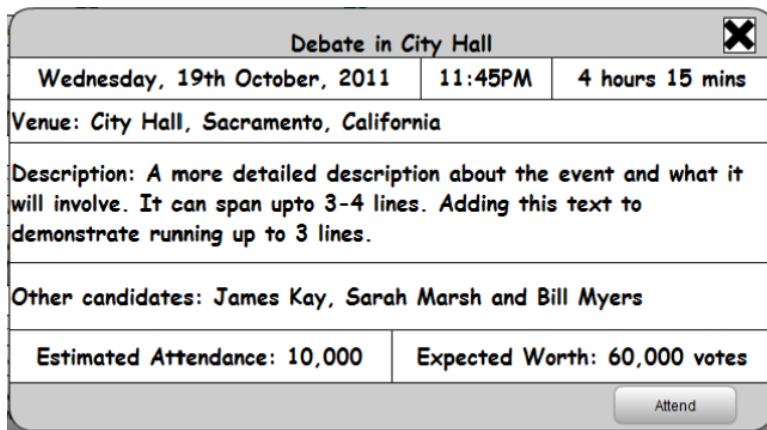 Debate in City Hall
Wednesday, 19th October, 2011 11:45PM 4 hours 15 mins
Venue: City Hall, Sacramento, California
Description: A more detailed description about the event and what it
will involve. It can span upto 3-4 lines. Adding this text to
demonstrate running up to 3 lines.
Other candidates: James Kay, Sarah Marsh and Bill Myers
Estimated Attendance: 10,000 Expected Worth: 60,000 votes
Attend